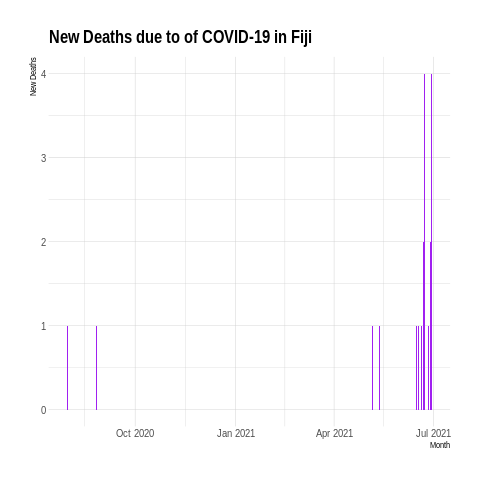 New Deaths due to of COVID-19 in Fiji
New Deaths
4
3
2
1
0
Oct 2020 Jan 2021 Apr 2021 Jul 2021
Month